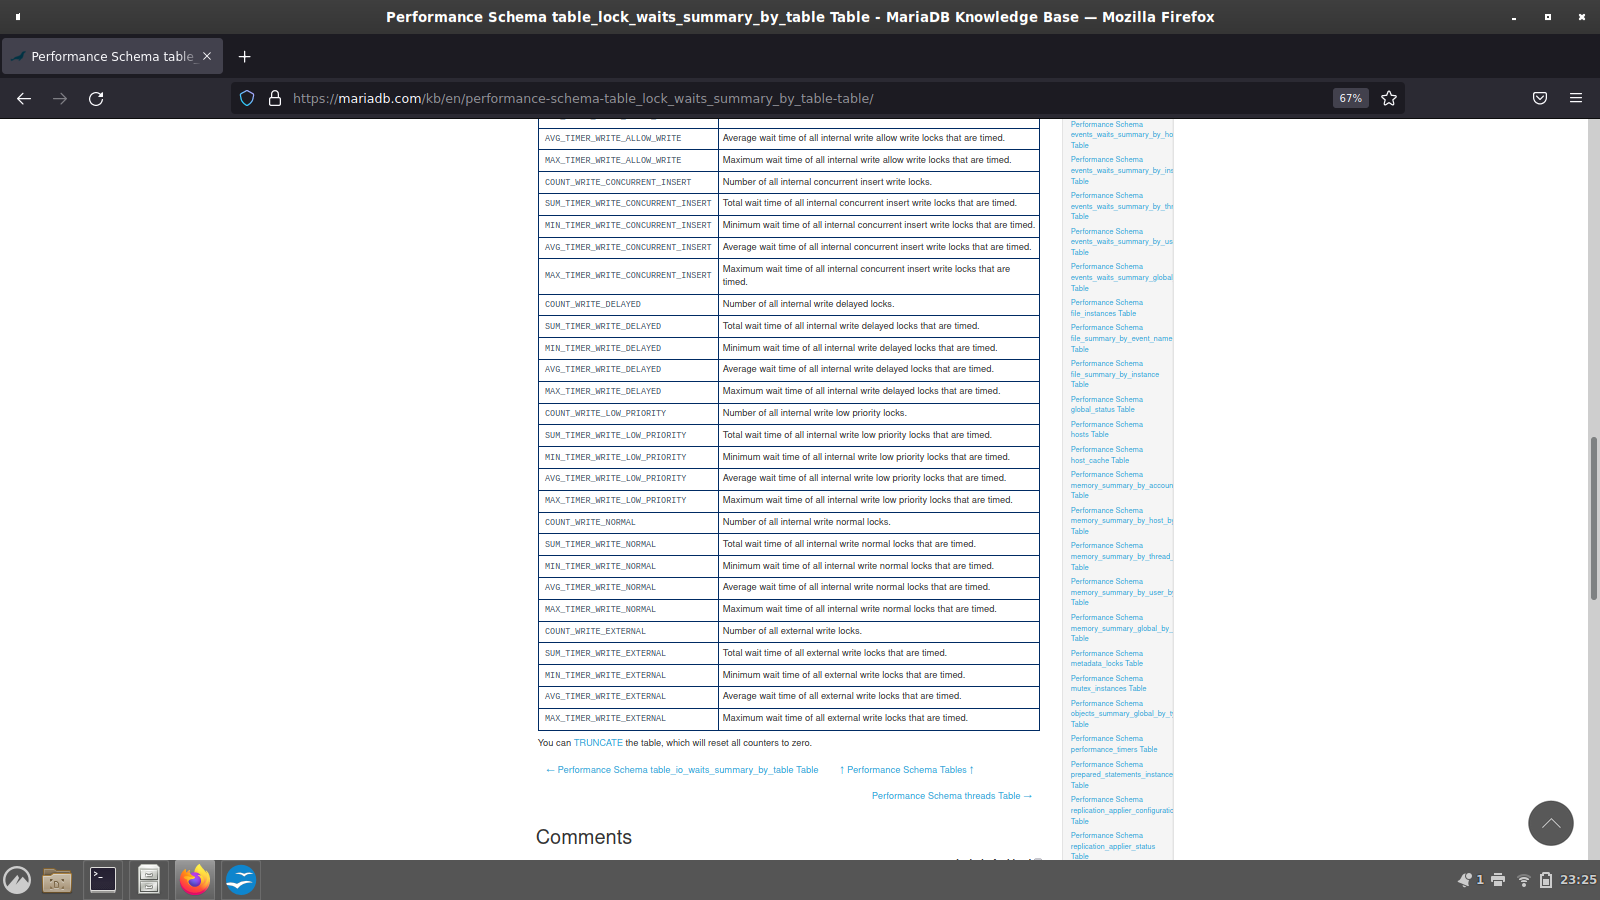 Performance Schema table_lock_waits_summary_by_table Table - MariaDB Knowledge Base — Mozilla Firefox
Performance Schema table_
https://mariadb.com/kb/en/performance-schema-table_lock_waits_summary_by_table-table/
67%
AVG_TIMER_WRITE_ALLOW_WRITE Average wait time of all internal write allow write locks that are timed.
MAX_TIMER_WRITE_ALLOW_WRITE Maximum wait time of all internal write allow write locks that are timed.
COUNT_WRITE_CONCURRENT_INSERT Number of all internal concurrent insert write locks.
SUM_TIMER_WRITE_CONCURRENT_INSERT Total wait time of all internal concurrent insert write locks that are timed.
MIN_TIMER_WRITE_CONCURRENT_INSERT Minimum wait time of all internal concurrent insert write locks that are timed.
AVG_TIMER_WRITE_CONCURRENT_INSERT Average wait time of all internal concurrent insert write locks that are timed.
MAX_TIMER_WRITE_CONCURRENT_INSERT Maximum wait time of all internal concurrent insert write locks that are
timed.
COUNT_WRITE_DELAYED Number of all internal write delayed locks.
SUM_TIMER_WRITE_DELAYED Total wait time of all internal write delayed locks that are timed.
MIN_TIMER_WRITE_DELAYED Minimum wait time of all internal write delayed locks that are timed.
AVG_TIMER_WRITE_DELAYED Average wait time of all internal write delayed locks that are timed.
MAX_TIMER_WRITE_DELAYED Maximum wait time of all internal write delayed locks that are timed.
COUNT_WRITE_LOW_PRIORITY Number of all internal write low priority locks.
SUM_TIMER_WRITE_LOW_PRIORITY Total wait time of all internal write low priority locks that are timed.
MIN_TIMER_WRITE_LOW_PRIORITY Minimum wait time of all internal write low priority locks that are timed.
AVG_TIMER_WRITE_LOW_PRIORITY Average wait time of all internal write low priority locks that are timed.
MAX_TIMER_WRITE_LOW_PRIORITY Maximum wait time of all internal write low priority locks that are timed.
COUNT_WRITE_NORMAL Number of all internal write normal locks.
SUM_TIMER_WRITE_NORMAL Total wait time of all internal write normal locks that are timed.
MIN_TIMER_WRITE_NORMAL Minimum wait time of all internal write normal locks that are timed.
AVG_TIMER_WRITE_NORMAL Average wait time of all internal write normal locks that are timed.
MAX_TIMER_WRITE_NORMAL Maximum wait time of all internal write normal locks that are timed.
COUNT_WRITE_EXTERNAL Number of all external write locks.
SUM_TIMER_WRITE_EXTERNAL Total wait time of all external write locks that are timed.
MIN_TIMER_WRITE_EXTERNAL Minimum wait time of all external write locks that are timed.
AVG_TIMER_WRITE_EXTERNAL Average wait time of all external write locks that are timed.
MAX_TIMER_WRITE_EXTERNAL Maximum wait time of all external write locks that are timed.
You can TRUNCATE the table, which will reset all counters to zero.
← Performance Schema table_io_waits_summary_by_table Table ↑ Performance Schema Tables ↑
Performance Schema threads Table →
Comments
Performance Schema
events_waits_summary_by_ho
Table
Performance Schema
events_waits_summary_by_ins
Table
Performance Schema
events_waits_summary_by_thr
Table
Performance Schema
events_waits_summary_by_us
Table
Performance Schema
events_waits_summary_global
Table
Performance Schema
file_instances Table
Performance Schema
file_summary_by_event_name
Table
Performance Schema
file_summary_by_instance
Table
Performance Schema
global_status Table
Performance Schema
hosts Table
Performance Schema
host_cache Table
Performance Schema
memory_summary_by_accoun
Table
Performance Schema
memory_summary_by_host_by
Table
Performance Schema
memory_summary_by_thread_
Table
Performance Schema
memory_summary_by_user_by
Table
Performance Schema
memory_summary_global_by_
Table
Performance Schema
metadata_locks Table
Performance Schema
mutex_instances Table
Performance Schema
objects_summary_global_by_ty
Table
Performance Schema
performance_timers Table
Performance Schema
prepared_statements_instance
Table
Performance Schema
replication_applier_configuratio
Table
Performance Schema
replication_applier_status
Table
1
23:25